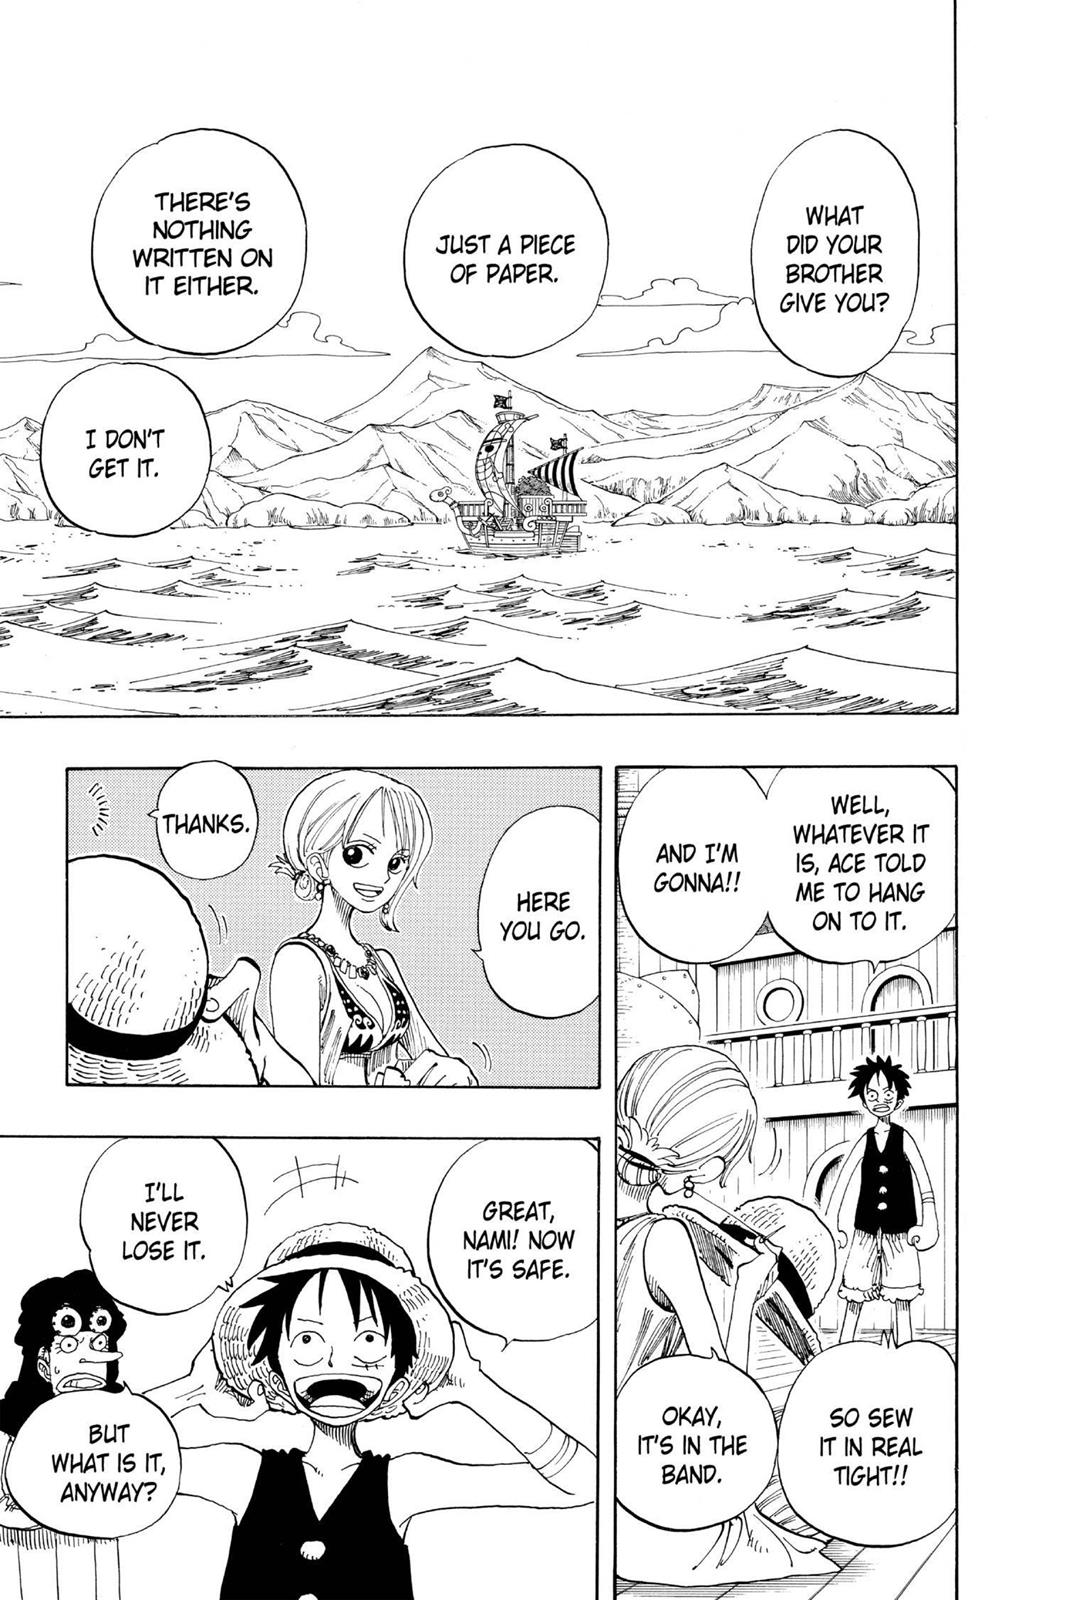 WHAT
DID YOUR
BROTHER
GIVE YOU?
JUST A PIECE
OF PAPER.
THERE'S
NOTHING
WRITTEN ON
IT EITHER.
I DON'T
GET IT.
WELL,
WHATEVER IT
IS, ACE TOLD
ME TO HANG
ON TO IT.
AND I'M
GONNA!!
SO SEW
IT IN REAL
TIGHT!!
OKAY,
IT'S IN THE
BAND.
HERE
YOU GO.
THANKS.
GREAT,
NAMI! NOW
IT'S SAFE.
I'LL
NEVER
LOSE IT.
BUT
WHAT IS IT,
ANYWAY?